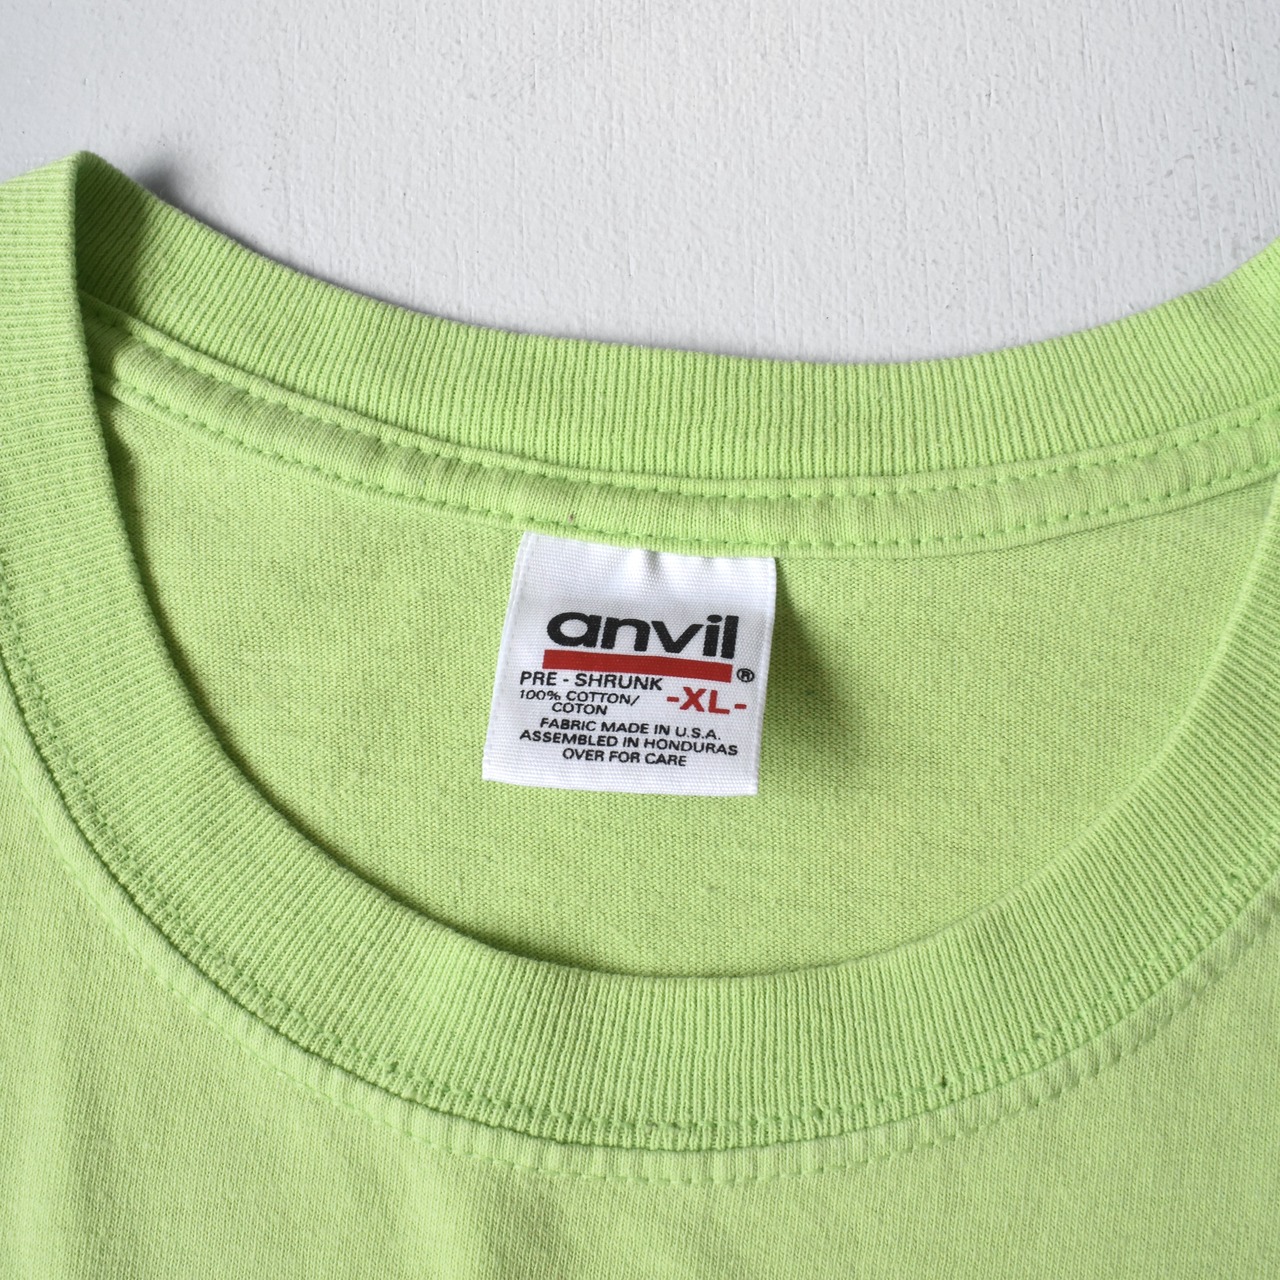 anvil®
PRE - SHRUNK
-XL-
100% COTTON/
COTON
FABRIC MADE IN U.S.A.
ASSEMBLED IN HONDURAS
OVER FOR CARE